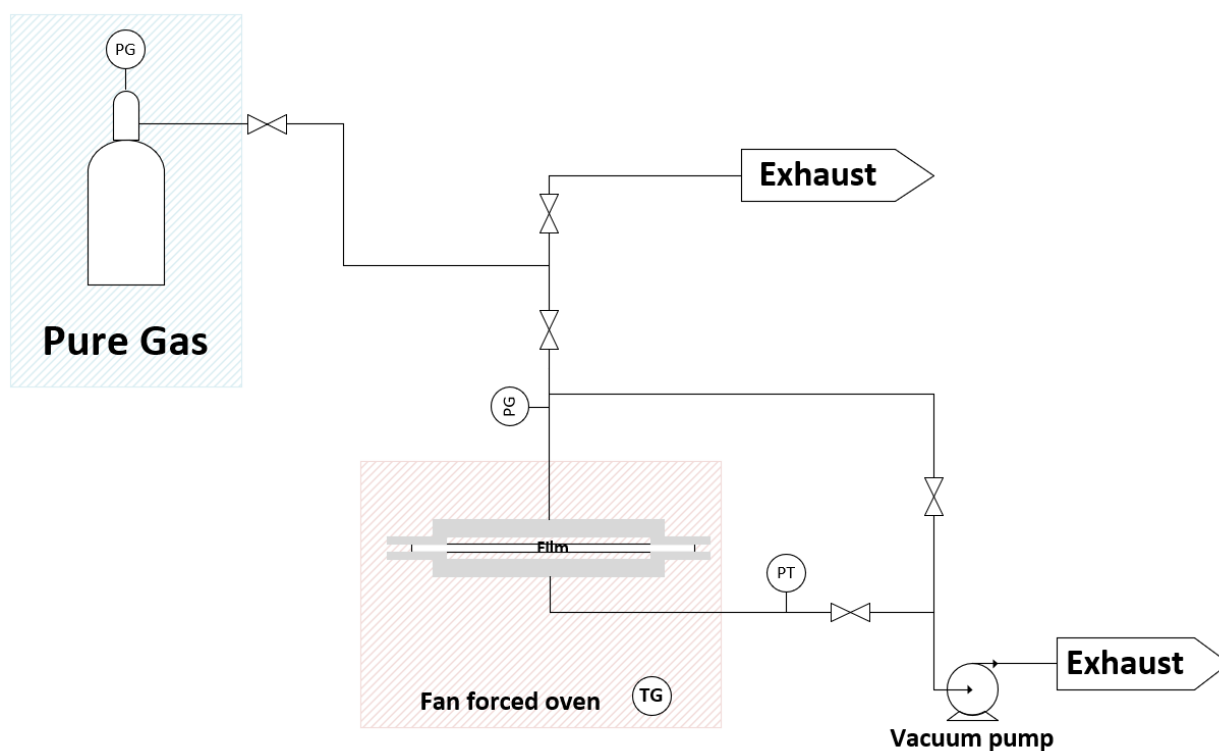 PG
Exhaust
Pure Gas
PG
Film
PT
Exhaust
Fan forced oven
TG
Vacuum pump